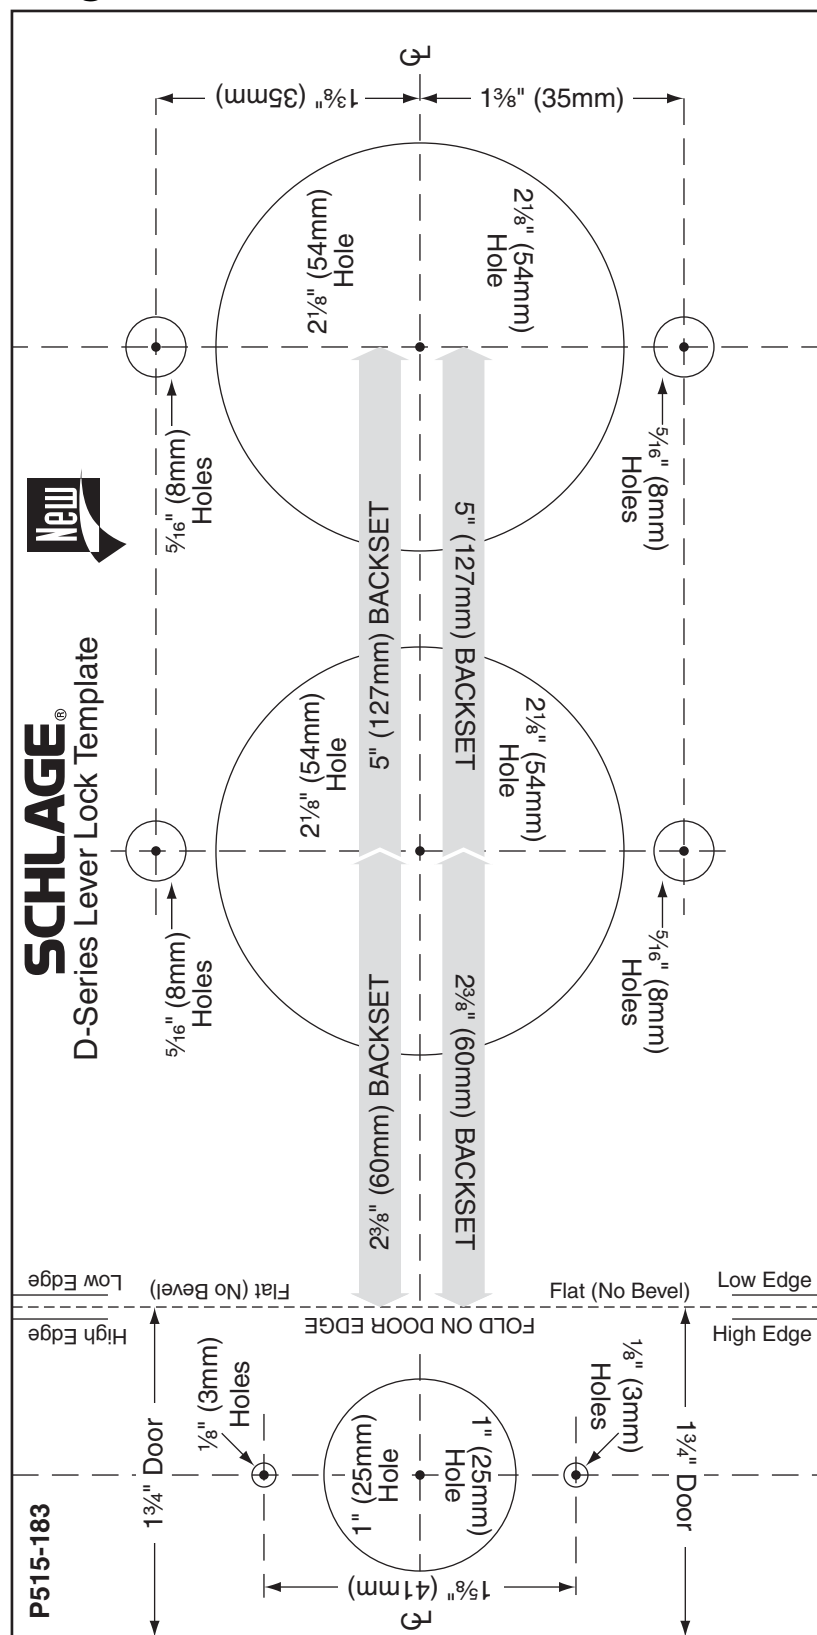 ℄
1⅜" (35mm)
1⅜" (35mm)
2⅛" (54mm)
Hole
2⅛" (54mm)
Hole
5⁄16" (8mm)
Holes
5⁄16" (8mm)
Holes
New
5" (127mm) BACKSET
5" (127mm) BACKSET
SCHLAGE®
D-Series Lever Lock Template
2⅛" (54mm)
Hole
2⅛" (54mm)
Hole
5⁄16" (8mm)
Holes
5⁄16" (8mm)
Holes
2⅜" (60mm) BACKSET
2⅜" (60mm) BACKSET
Low Edge
Flat (No Bevel)
Flat (No Bevel)
Low Edge
High Edge
FOLD ON DOOR EDGE
High Edge
1¾" Door
⅛" (3mm)
Holes
1" (25mm)
Hole
1" (25mm)
Hole
⅛" (3mm)
Holes
1¾" Door
P515-183
1⅝" (41mm)
℄